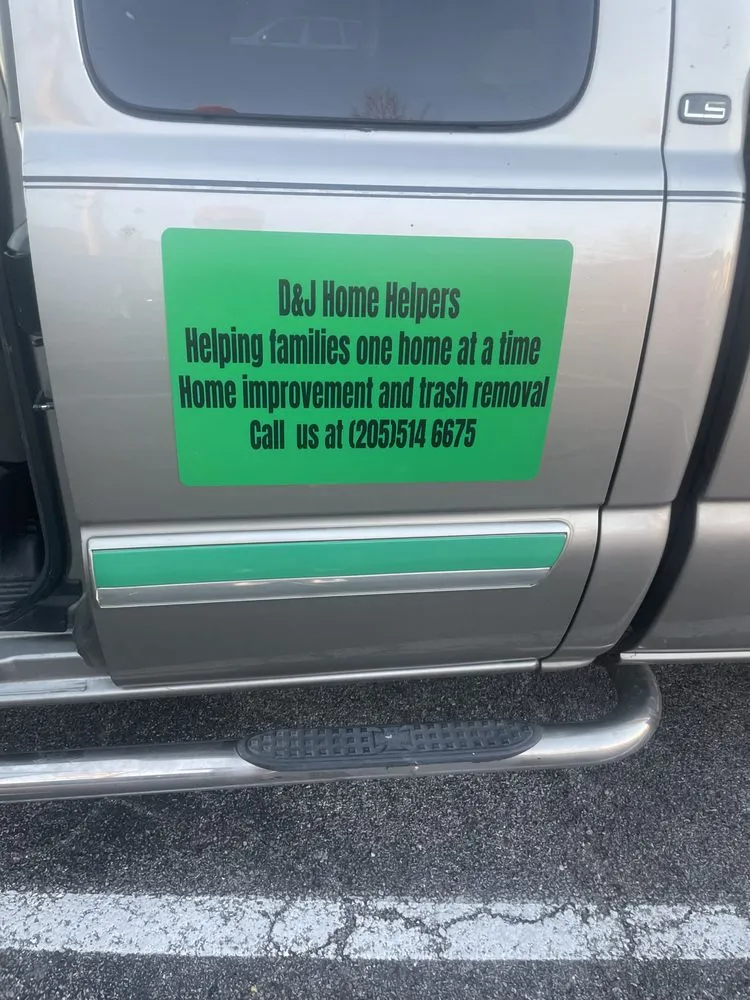 LS
D&J Home Helpers
Helping families one home at a time
Home improvement and trash removal
Call us at (205)514 6675